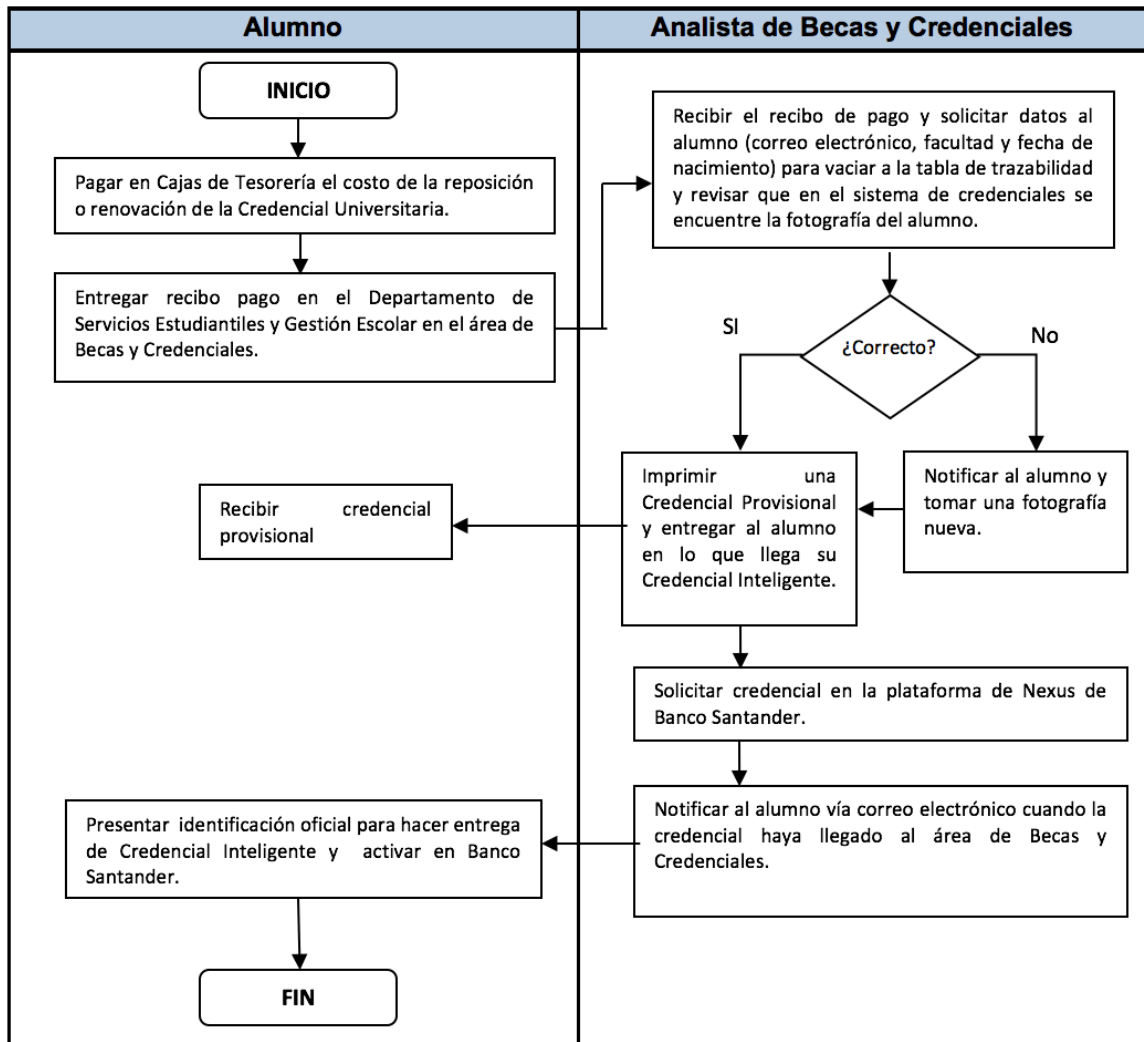 Alumno
Analista de Becas y Credenciales
INICIO
Pagar en Cajas de Tesorería el costo de la reposición
o renovación de la Credencial Universitaria.
Entregar recibo pago en el Departamento de
Servicios Estudiantiles y Gestión Escolar en el área de
Becas y Credenciales.
Recibir el recibo de pago y solicitar datos al
alumno (correo electrónico, facultad y fecha de
nacimiento) para vaciar a la tabla de trazabilidad
y revisar que en el sistema de credenciales se
encuentre la fotografía del alumno.
¿Correcto?
SI
No
Notificar al alumno y
tomar una fotografía
nueva.
Imprimir una
Credencial Provisional
y entregar al alumno
en lo que llega su
Credencial Inteligente.
Recibir credencial
provisional
Solicitar credencial en la plataforma de Nexus de
Banco Santander.
Notificar al alumno vía correo electrónico cuando la
credencial haya llegado al área de Becas y
Credenciales.
Presentar identificación oficial para hacer entrega
de Credencial Inteligente y activar en Banco
Santander.
FIN